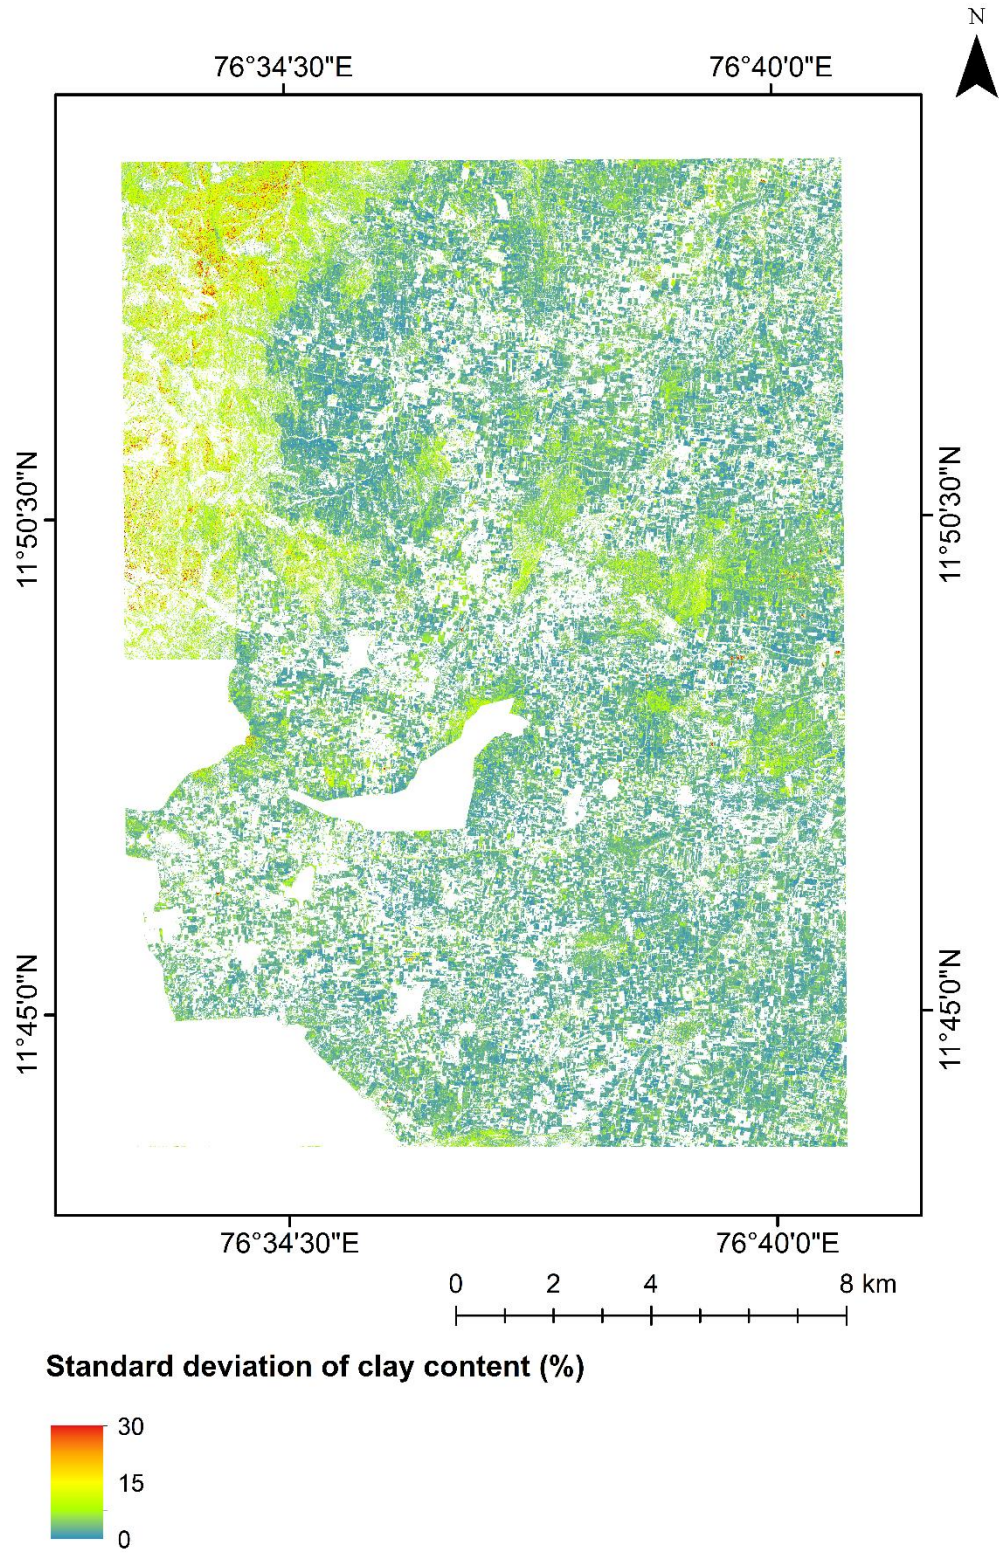 N
76°34'30"E 76°40'0"E
11°50'30"N 11°50'30"N
11°45'0"N 11°45'0"N
76°34'30"E 76°40'0"E
0 2 4 8 km
Standard deviation of clay content (%)
30
15
0